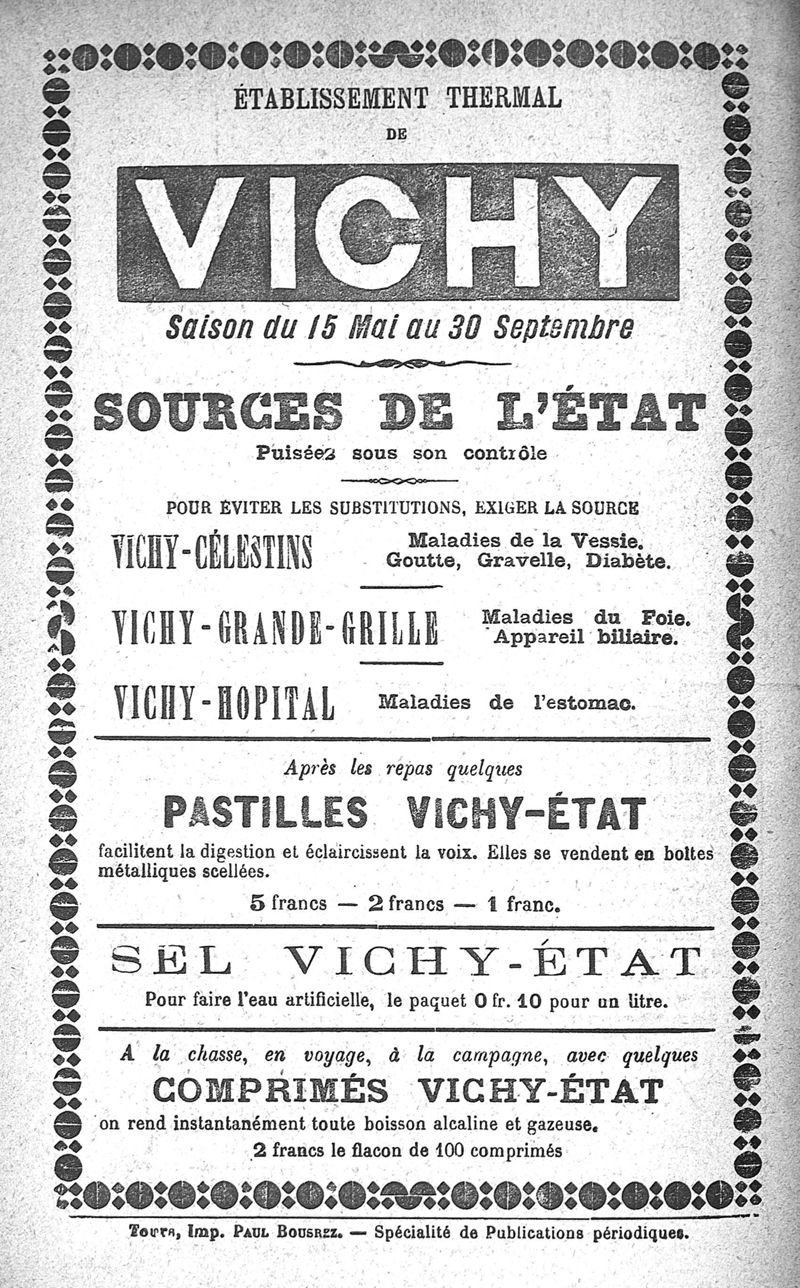 ÉTABLISSEMENT THERMAL
DE
VICHY
Saison du 15 Mai au 30 Septembre
SOURCES DE L'ÉTAT
Puisées sous son contrôle
POUR ÉVITER LES SUBSTITUTIONS, EXIGER LA SOURCE
VICHY-CÉLESTINS
Maladies de la Vessie.
Goutte, Gravelle, Diabète.
VICHY-GRANDE-GRILLE
Maladies du Foie.
Appareil biliaire.
VICHY-HOPITAL
Maladies de l'estomac.
Après les repas quelques
PASTILLES VICHY-ÉTAT
facilitent la digestion et éclaircissent la voix. Elles se vendent en boîtes
métalliques scellées.
5 francs — 2 francs — 1 franc.
SEL VICHY-ÉTAT
Pour faire l'eau artificielle, le paquet 0 fr. 10 pour un litre.
A la chasse, en voyage, à la campagne, avec quelques
COMPRIMÉS VICHY-ÉTAT
on rend instantanément toute boisson alcaline et gazeuse.
2 francs le flacon de 100 comprimés
Tours, Imp. PAUL BOUSREZ. — Spécialité de Publications périodiques.